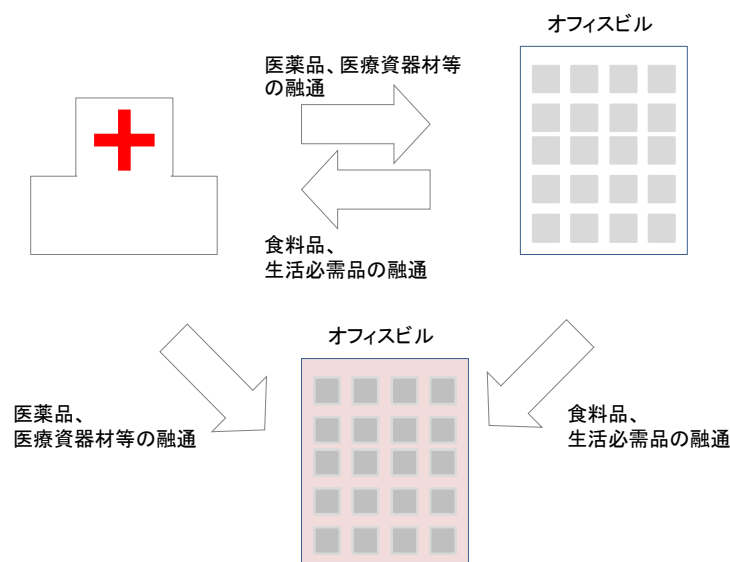 オフィスビル
医薬品、医療資器材等
の融通
食料品、
生活必需品の融通
オフィスビル
医薬品、
医療資器材等の融通
食料品、
生活必需品の融通